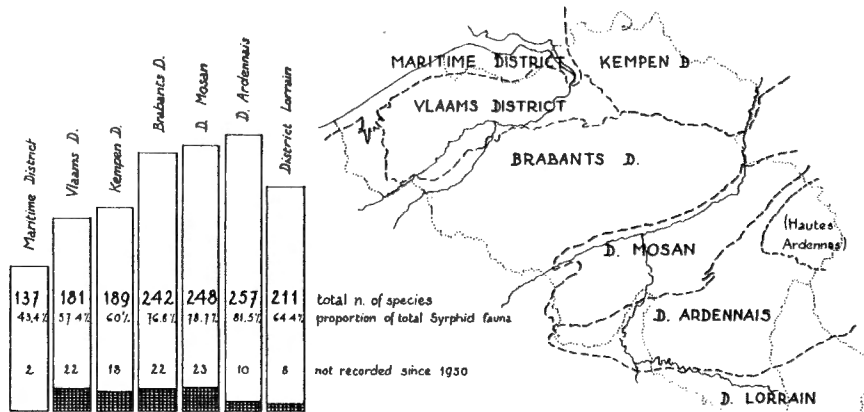 Maritime District
Vlaams D.
Kempen D.
Brabants D.
D. Mosan
D. Ardennais
District Lorrain
137 181 189 242 248 257 211 total n. of species
43,4% 57.4% 60% 76.8% 78.7% 81.5% 64.4% proportion of total Syrphid fauna
2 22 18 22 23 10 8 not recorded since 1950
MARITIME DISTRICT
KEMPEN D
VLAAMS DISTRICT
BRABANTS D.
(Hautes
Ardennes)
D. MOSAN
D. ARDENNAIS
D. LORRAIN